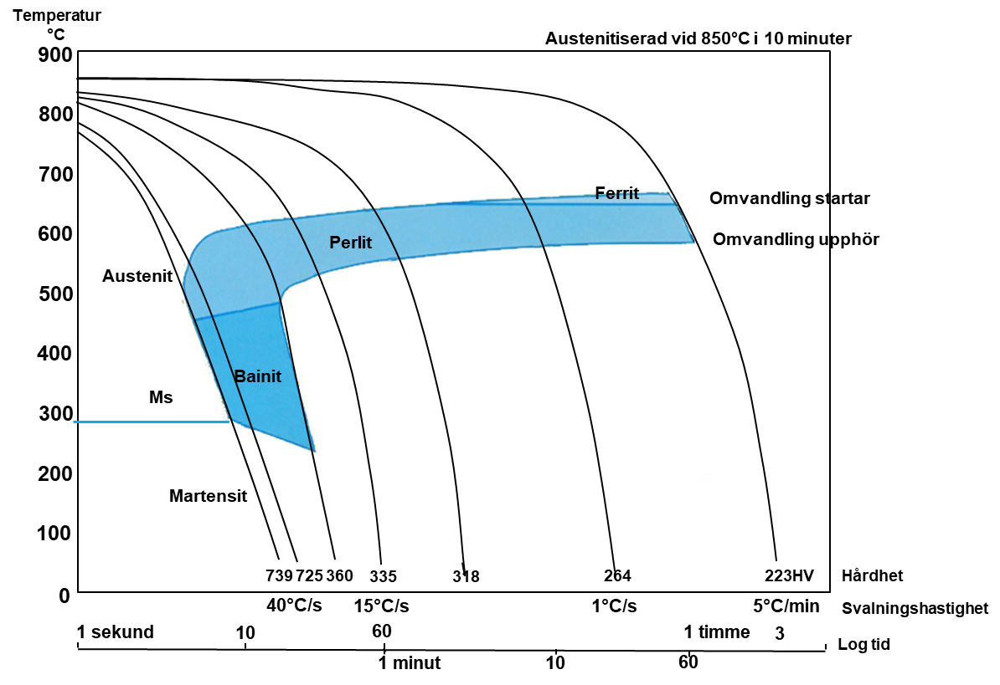 Temperatur
°C
Austenitiserad vid 850°C i 10 minuter
900
800
700
Ferrit
Omvandling startar
600
Perlit
Omvandling upphör
Austenit
500
400
Bainit
Ms
300
200
Martensit
100
739 725 360 335 318 264 223HV Hårdhet
0
40°C/s 15°C/s 1°C/s 5°C/min Svalningshastighet
1 sekund 10 60 1 timme 3
Log tid
1 minut 10 60